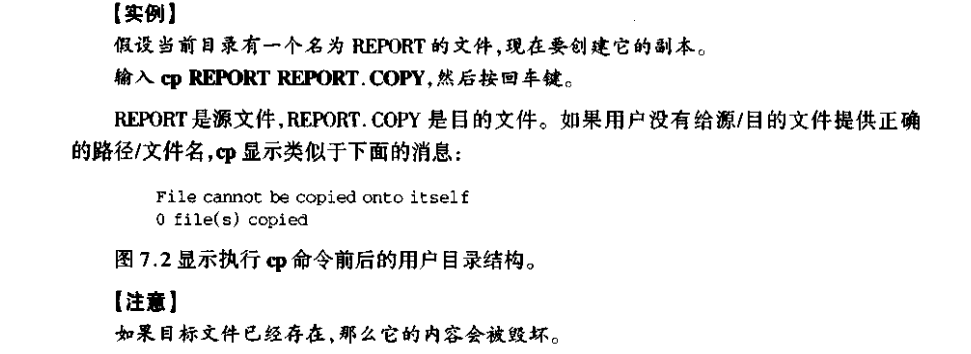 【实例】
假设当前目录有一个名为 REPORT 的文件,现在要创建它的副本。
输入 cp REPORT REPORT.COPY,然后按回车键。
REPORT 是源文件,REPORT.COPY 是目的文件。如果用户没有给源/目的文件提供正确
的路径/文件名,cp 显示类似于下面的消息:
File cannot be copied onto itself
0 file(s) copied
图 7.2 显示执行 cp 命令前后的用户目录结构。
【注意】
如果目标文件已经存在,那么它的内容会被毁坏。